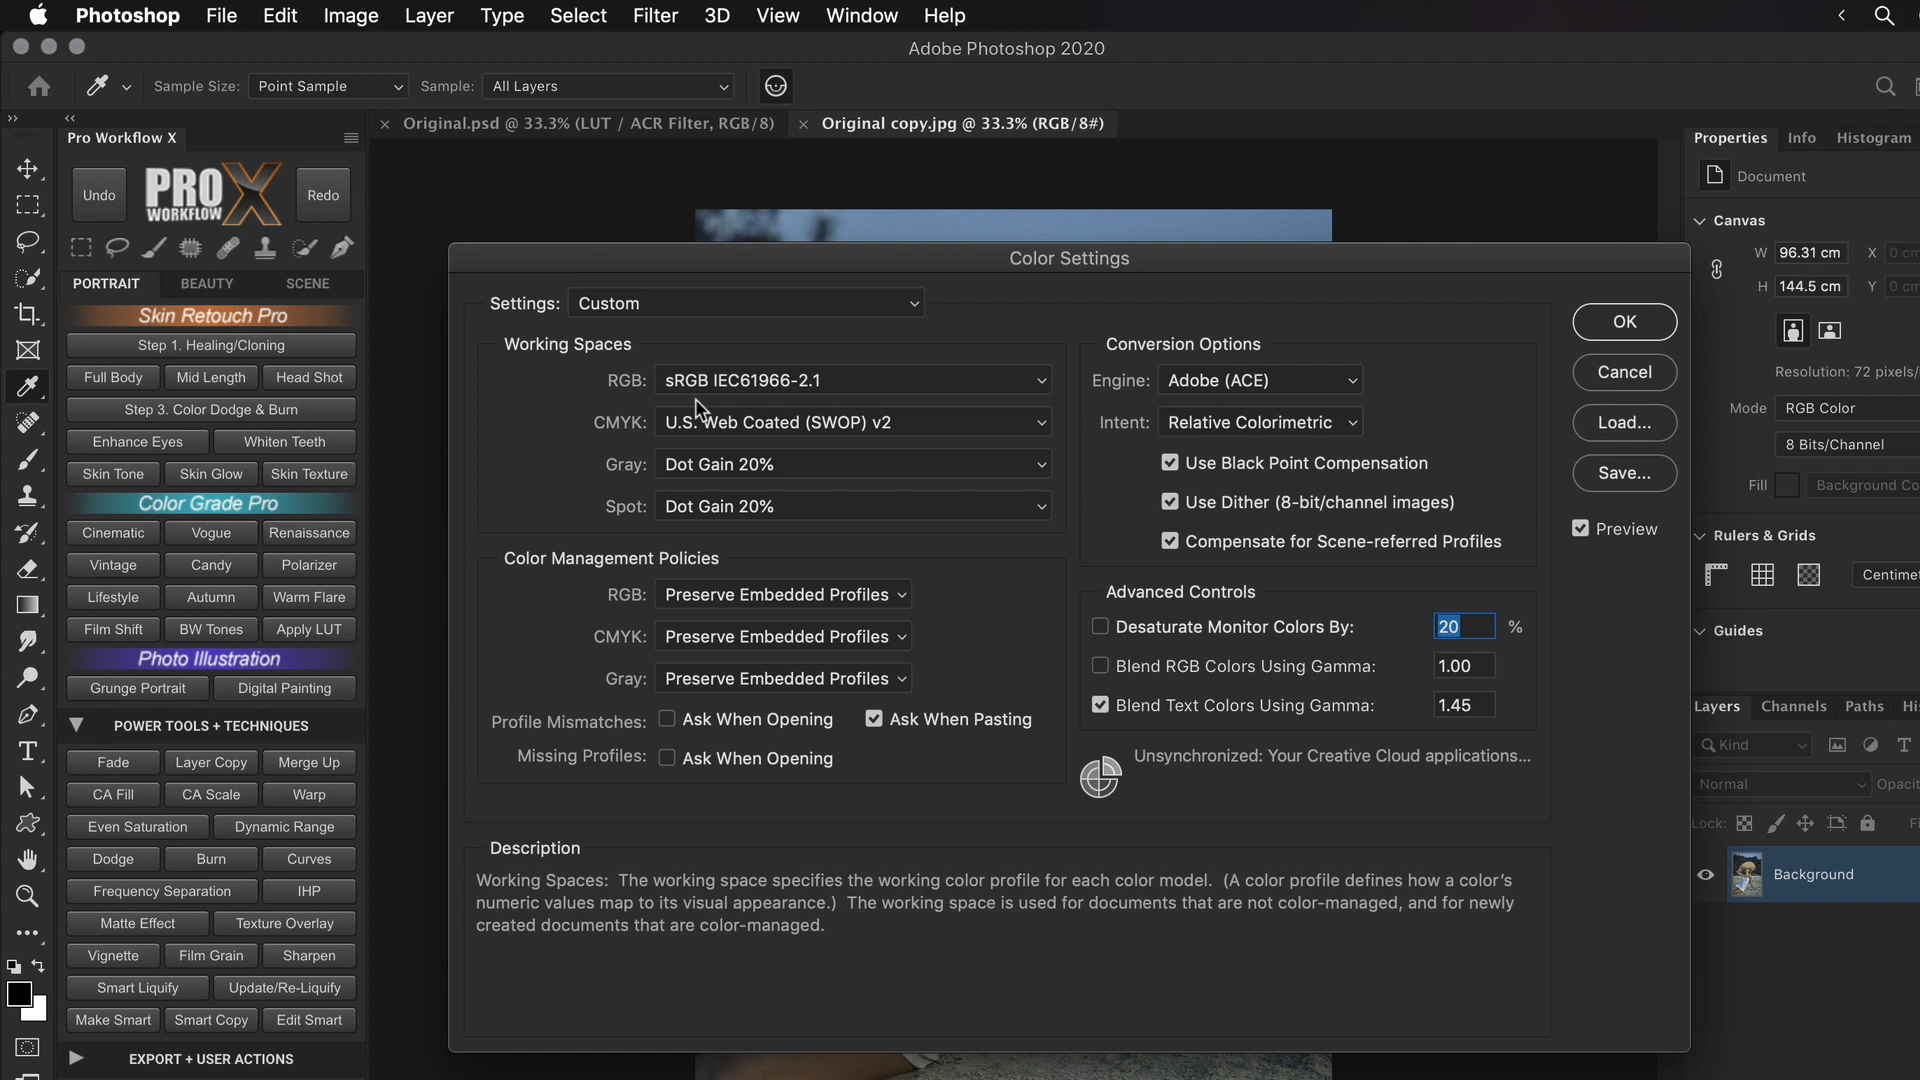 Photoshop File Edit Image Layer Type Select Filter 3D View Window Help
Adobe Photoshop 2020
Sample Size: Point Sample Sample: All Layers
Original.psd @ 33.3% (LUT / ACR Filter, RGB/8) Original copy.jpg @ 33.3% (RGB/8#)
Pro Workflow X
Undo PRO WORKFLOW X Redo
PORTRAIT BEAUTY SCENE
Skin Retouch Pro
Step 1. Healing/Cloning
Full Body Mid Length Head Shot
Step 3. Color Dodge & Burn
Enhance Eyes Whiten Teeth
Skin Tone Skin Glow Skin Texture
Color Grade Pro
Cinematic Vogue Renaissance
Vintage Candy Polarizer
Lifestyle Autumn Warm Flare
Film Shift BW Tones Apply LUT
Photo Illustration
Grunge Portrait Digital Painting
POWER TOOLS + TECHNIQUES
Fade Layer Copy Merge Up
CA Fill CA Scale Warp
Even Saturation Dynamic Range
Dodge Burn Curves
Frequency Separation IHP
Matte Effect Texture Overlay
Vignette Film Grain Sharpen
Smart Liquify Update/Re-Liquify
Make Smart Smart Copy Edit Smart
EXPORT + USER ACTIONS
Color Settings
Settings: Custom
Working Spaces
RGB: sRGB IEC61966-2.1
CMYK: U.S. Web Coated (SWOP) v2
Gray: Dot Gain 20%
Spot: Dot Gain 20%
Color Management Policies
RGB: Preserve Embedded Profiles
CMYK: Preserve Embedded Profiles
Gray: Preserve Embedded Profiles
Profile Mismatches: Ask When Opening Ask When Pasting
Missing Profiles: Ask When Opening
Conversion Options
Engine: Adobe (ACE)
Intent: Relative Colorimetric
Use Black Point Compensation
Use Dither (8-bit/channel images)
Compensate for Scene-referred Profiles
Advanced Controls
Desaturate Monitor Colors By: 20 %
Blend RGB Colors Using Gamma: 1.00
Blend Text Colors Using Gamma: 1.45
Unsynchronized: Your Creative Cloud applications...
OK
Cancel
Load...
Save...
Preview
Description
Working Spaces: The working space specifies the working color profile for each color model. (A color profile defines how a color's
numeric values map to its visual appearance.) The working space is used for documents that are not color-managed, and for newly
created documents that are color-managed.
Properties Info Histogram
Document
Canvas
W 96.31 cm X 0 cm
H 144.5 cm Y 0 cm
Resolution: 72 pixels/
Mode RGB Color
8 Bits/Channel
Fill Background Co
Rulers & Grids
Centimet
Guides
Layers Channels Paths His
Kind
Normal Opacit
Lock: Fi
Background